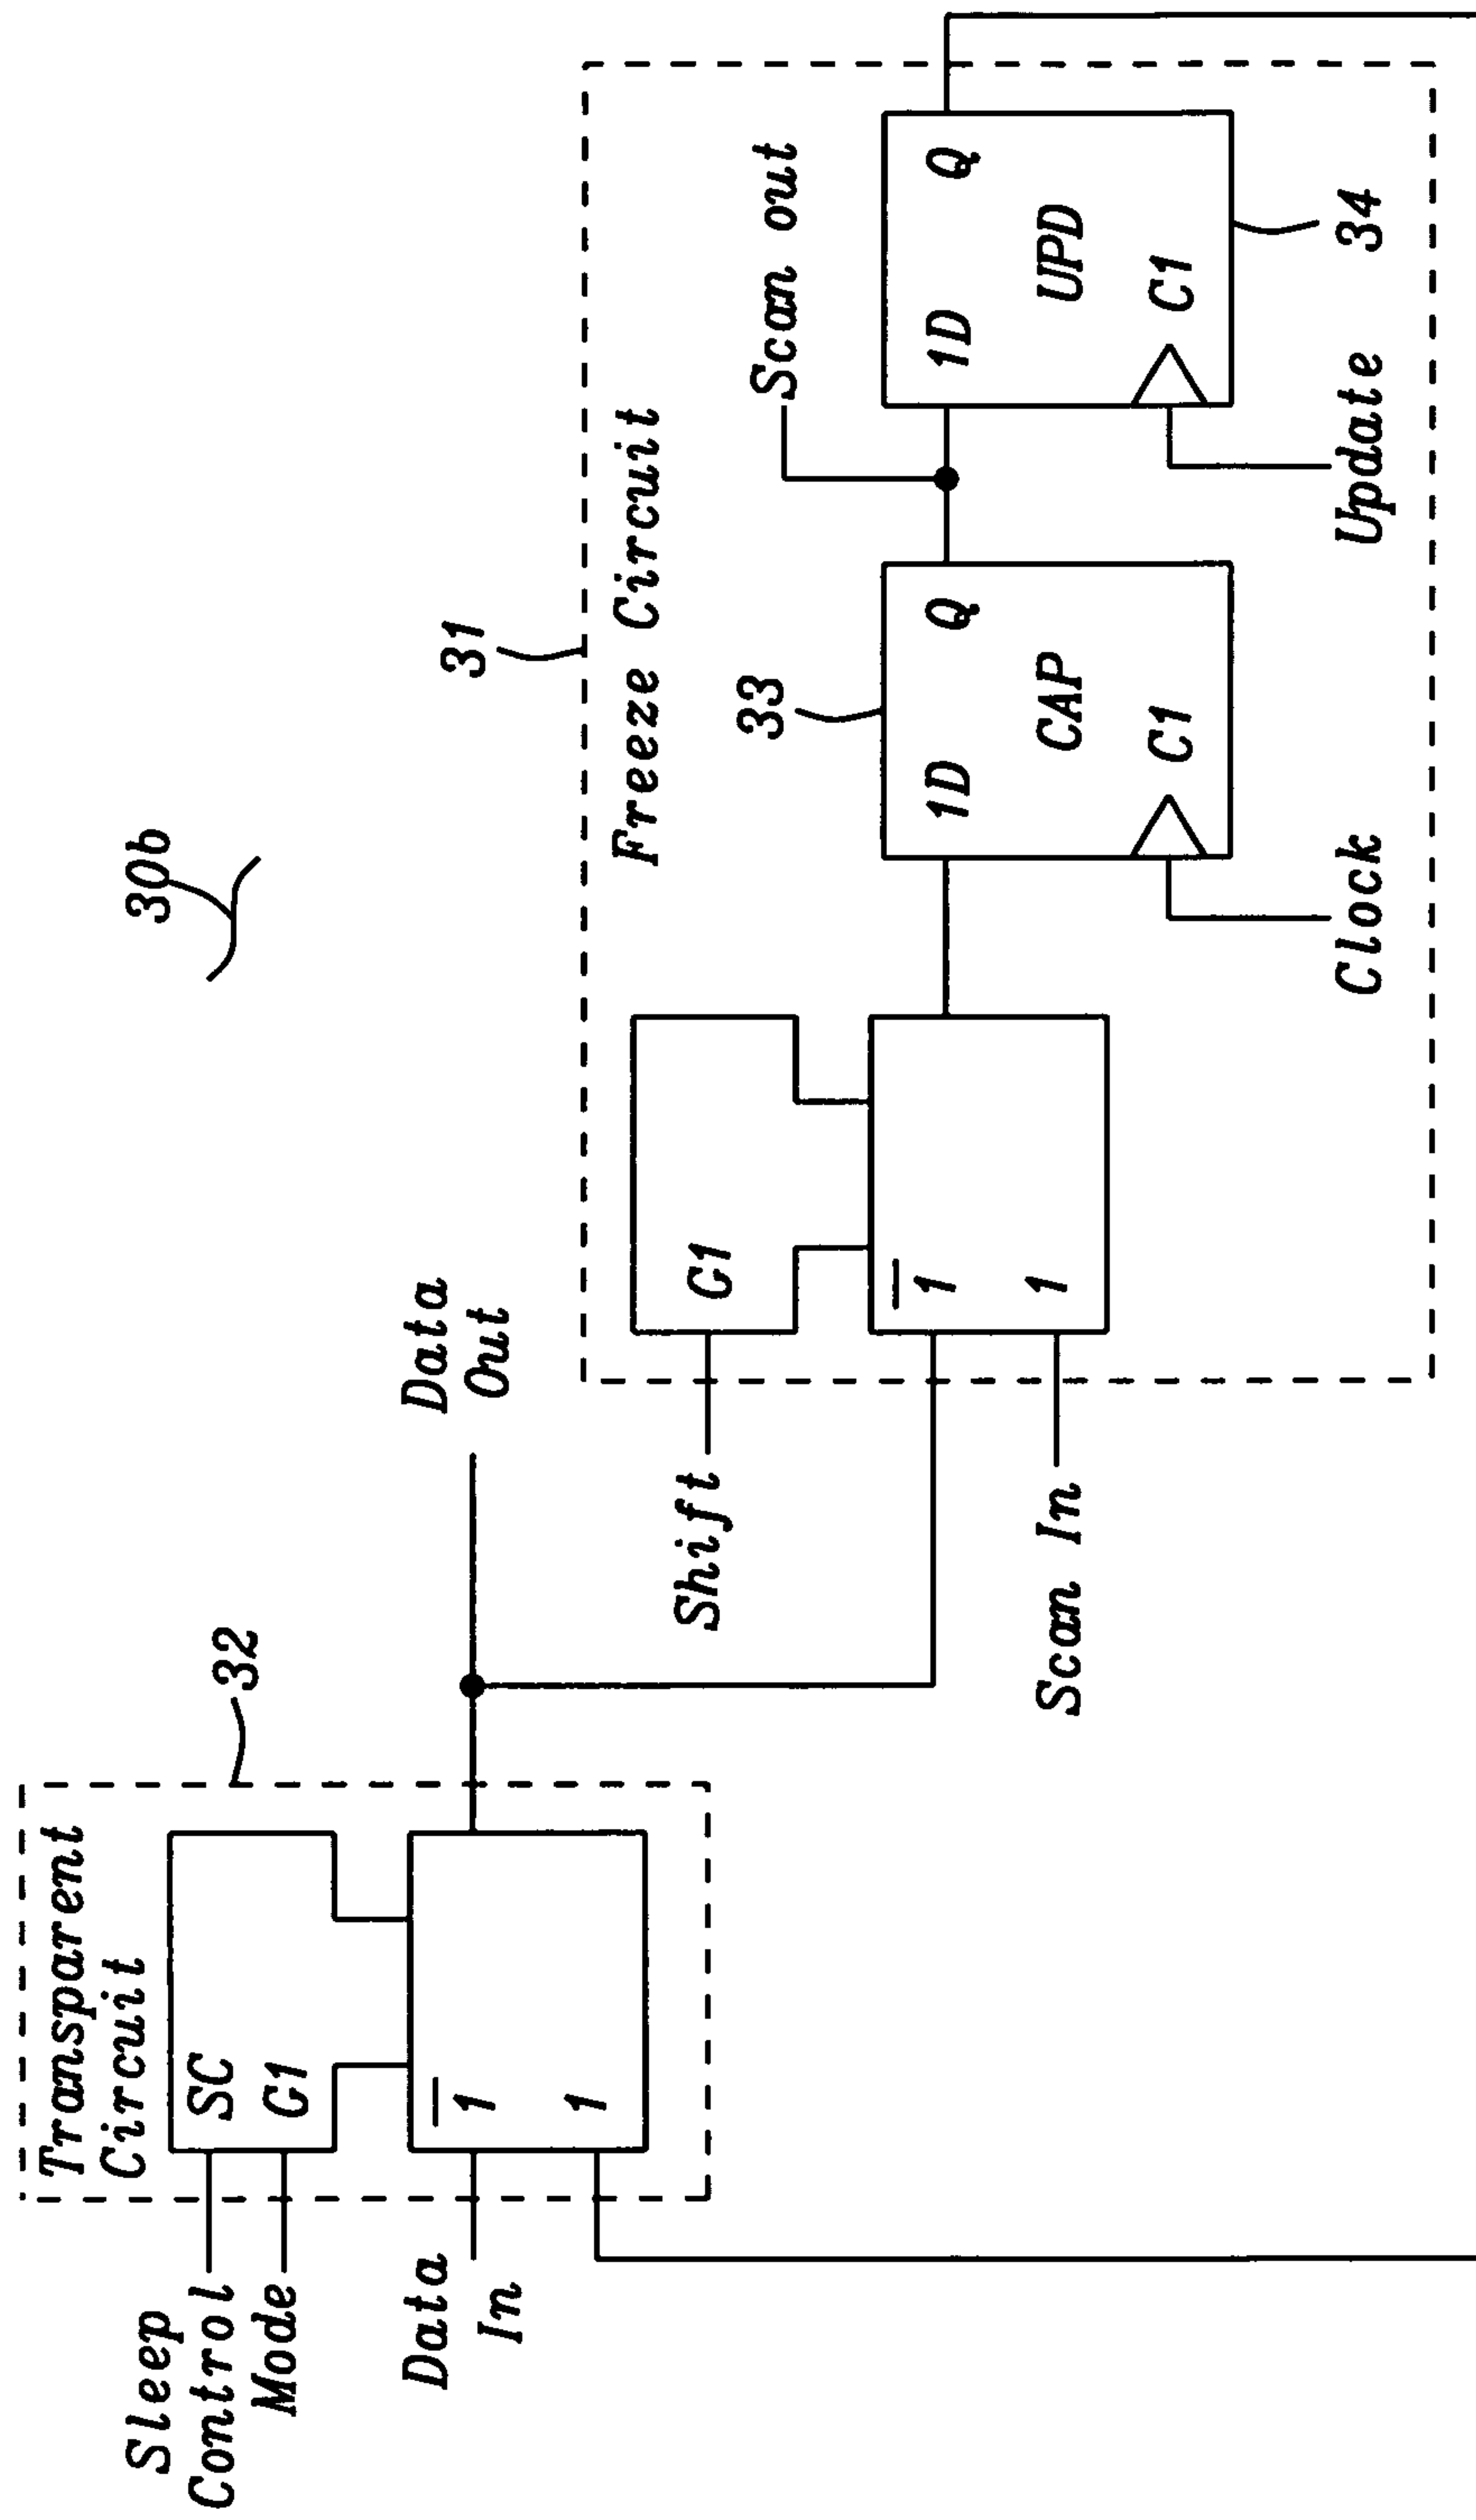 30b
Transparent
Circuit
32
Sleep
Control
SC
Mode
G1
Data
In
1
1
Data
Out
31
Freeze Circuit
Shift
G1
1
1
Scan In
33
1D
Q
CAP
C1
Clock
Scan out
1D
Q
UPD
C1
Update
34